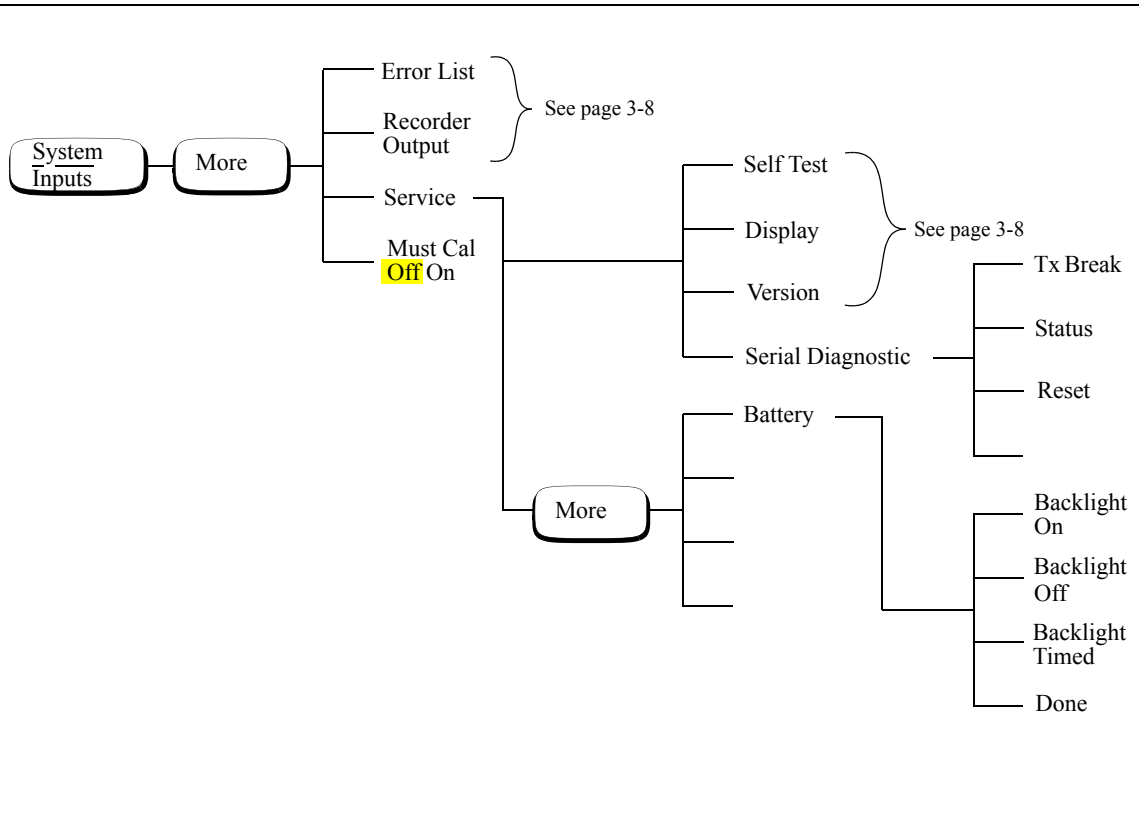 Error List
See page 3-8
Recorder
Output
System
Inputs
More
Service
Must Cal
Off On
Self Test
Display
See page 3-8
Version
Serial Diagnostic
Tx Break
Status
Reset
Battery
More
Backlight
On
Backlight
Off
Backlight
Timed
Done